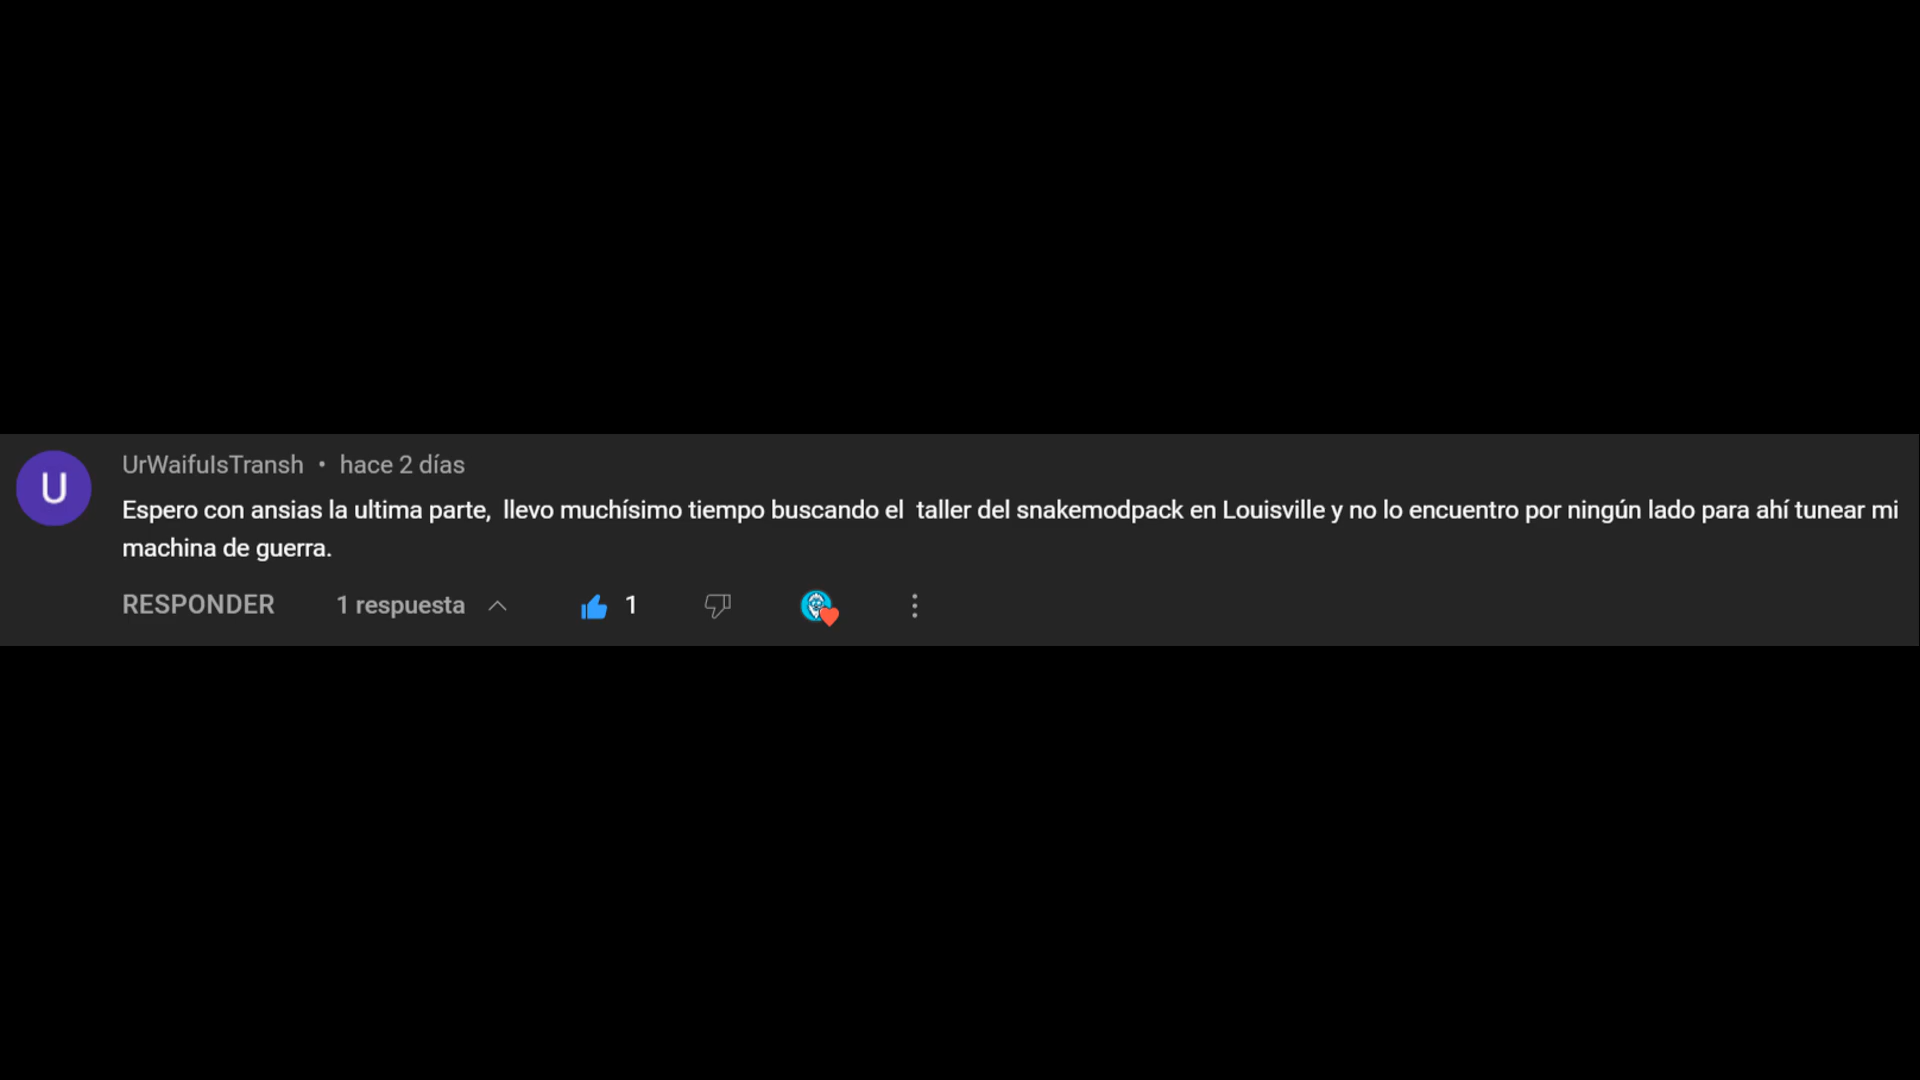 U
UrWaifuIsTransh • hace 2 días
Espero con ansias la ultima parte,  llevo muchísimo tiempo buscando el  taller del snakemodpack en Louisville y no lo encuentro por ningún lado para ahí tunear mi
machina de guerra.
RESPONDER 1 respuesta 1